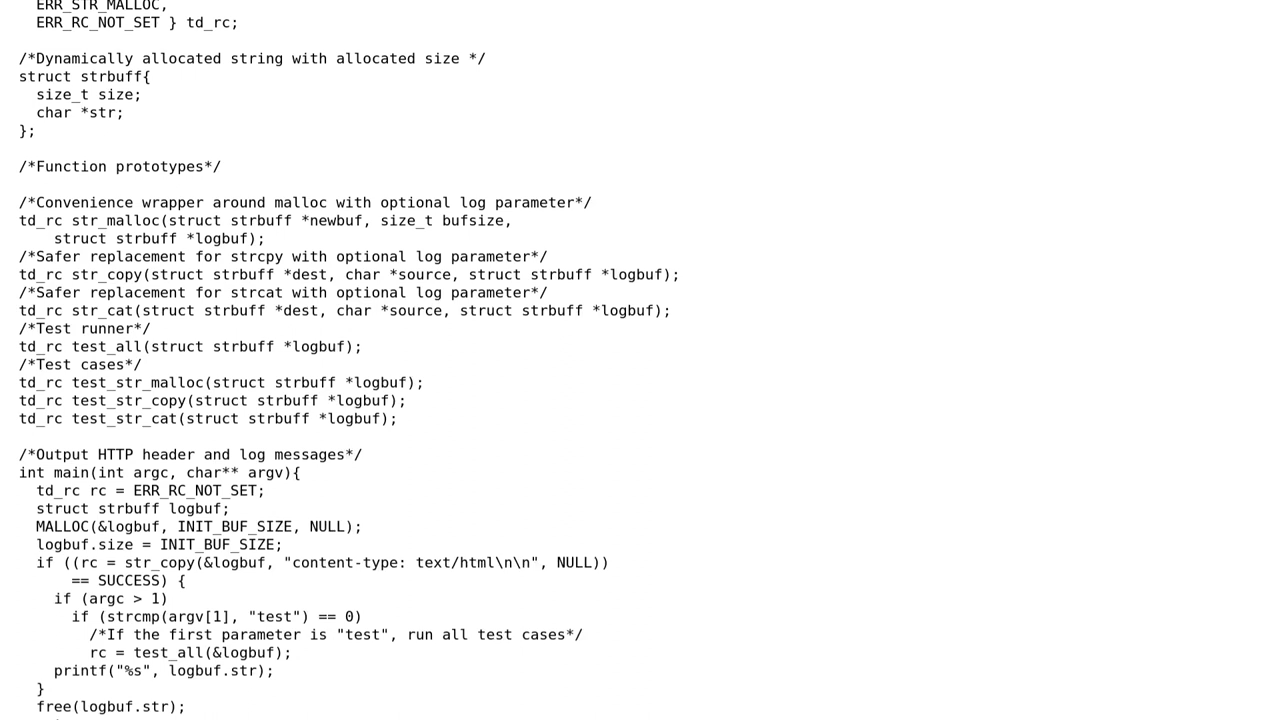 ERR_STR_MALLOC,
ERR_RC_NOT_SET } td_rc;
/*Dynamically allocated string with allocated size */
struct strbuff{
size_t size;
char *str;
};
/*Function prototypes*/
/*Convenience wrapper around malloc with optional log parameter*/
td_rc str_malloc(struct strbuff *newbuf, size_t bufsize,
struct strbuff *logbuf);
/*Safer replacement for strcpy with optional log parameter*/
td_rc str_copy(struct strbuff *dest, char *source, struct strbuff *logbuf);
/*Safer replacement for strcat with optional log parameter*/
td_rc str_cat(struct strbuff *dest, char *source, struct strbuff *logbuf);
/*Test runner*/
td_rc test_all(struct strbuff *logbuf);
/*Test cases*/
td_rc test_str_malloc(struct strbuff *logbuf);
td_rc test_str_copy(struct strbuff *logbuf);
td_rc test_str_cat(struct strbuff *logbuf);
/*Output HTTP header and log messages*/
int main(int argc, char** argv){
td_rc rc = ERR_RC_NOT_SET;
struct strbuff logbuf;
MALLOC(&logbuf, INIT_BUF_SIZE, NULL);
logbuf.size = INIT_BUF_SIZE;
if ((rc = str_copy(&logbuf, "content-type: text/html\n\n", NULL))
== SUCCESS) {
if (argc > 1)
if (strcmp(argv[1], "test") == 0)
/*If the first parameter is "test", run all test cases*/
rc = test_all(&logbuf);
printf("%s", logbuf.str);
}
free(logbuf.str);